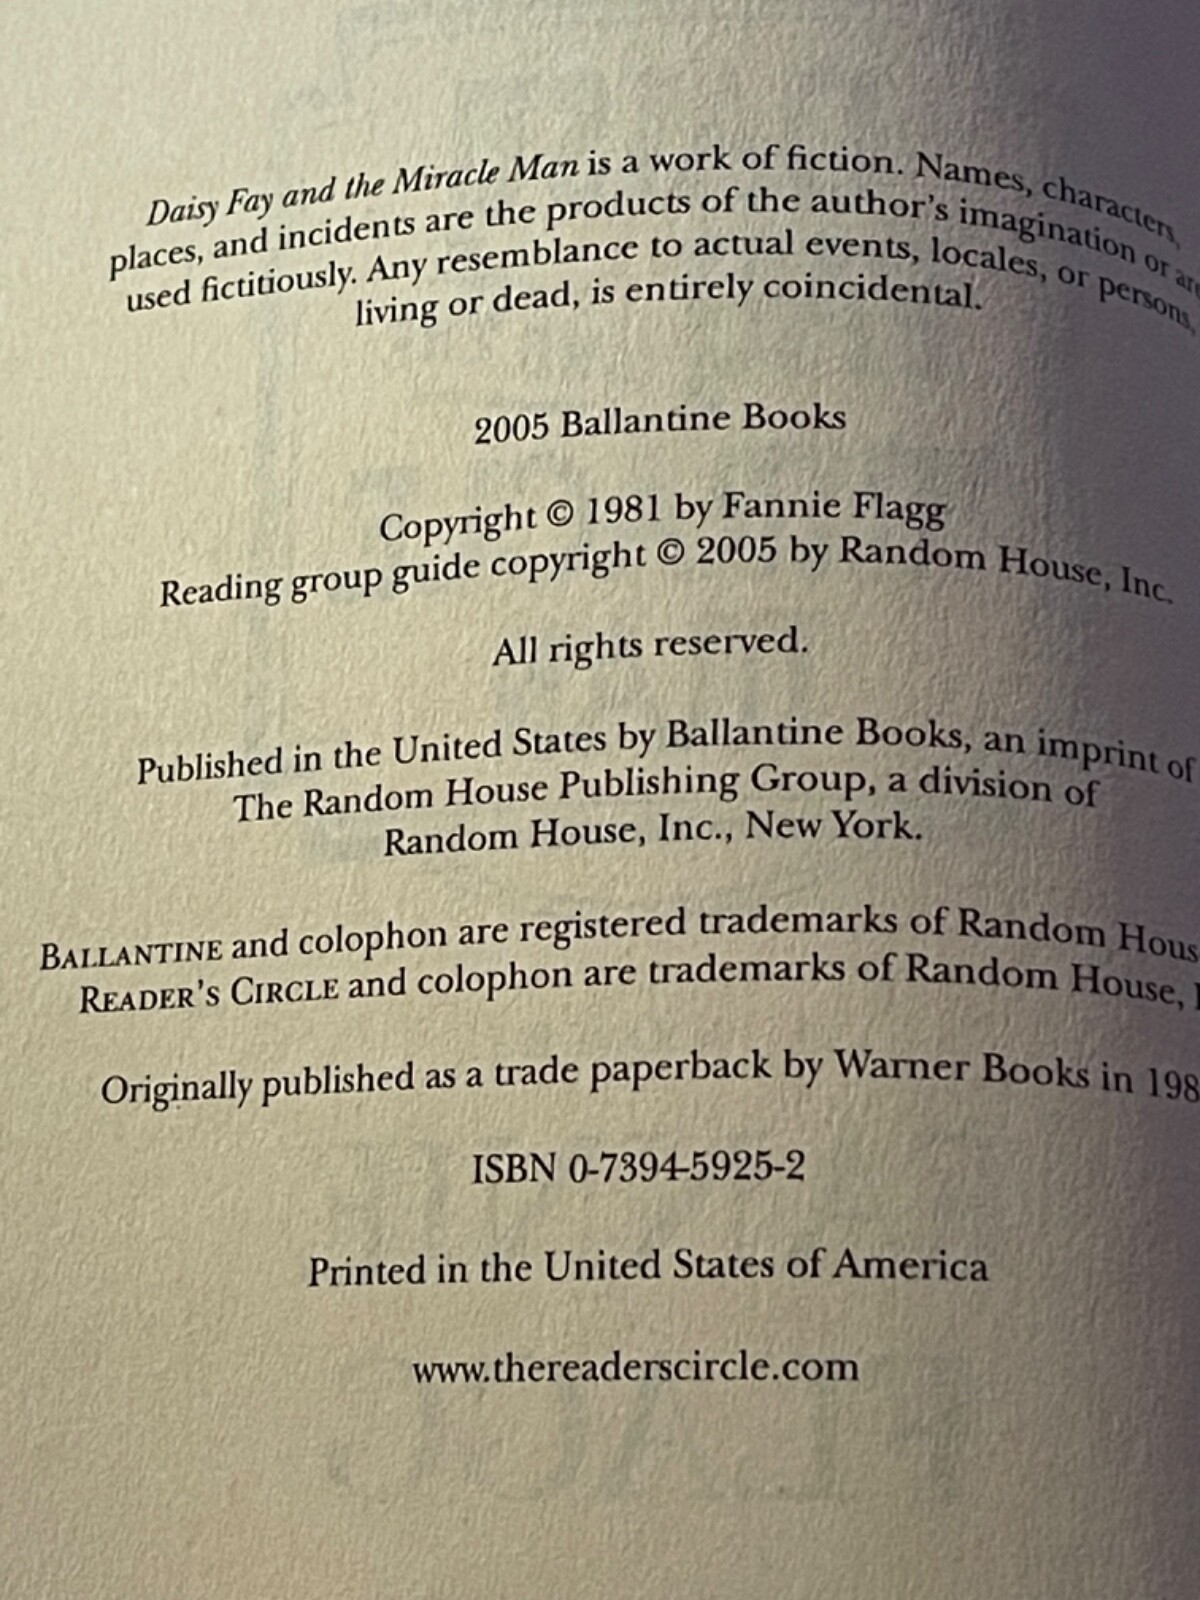 Daisy Fay and the Miracle Man is a work of fiction. Names, characters,
places, and incidents are the products of the author's imagination or are
used fictitiously. Any resemblance to actual events, locales, or persons,
living or dead, is entirely coincidental.
2005 Ballantine Books
Copyright © 1981 by Fannie Flagg
Reading group guide copyright © 2005 by Random House, Inc.
All rights reserved.
Published in the United States by Ballantine Books, an imprint of
The Random House Publishing Group, a division of
Random House, Inc., New York.
BALLANTINE and colophon are registered trademarks of Random
READER'S CIRCLE and colophon are trademarks of Random House,
Originally published as a trade paperback by Warner Books in
ISBN 0-7394-5925-2
Printed in the United States of America
www.thereaderscircle.com